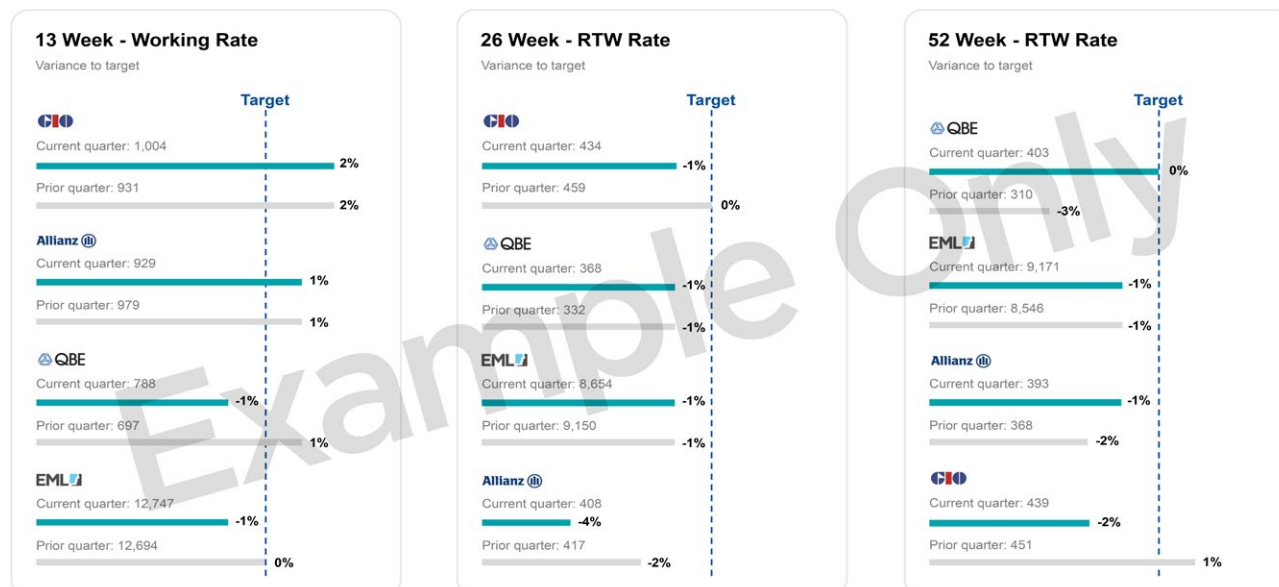 13 Week - Working Rate
Variance to target
Target
GIO
Current quarter: 1,004
2%
Prior quarter: 931
2%
Allianz
Current quarter: 929
1%
Prior quarter: 979
1%
QBE
Current quarter: 788
-1%
Prior quarter: 697
1%
EML
Current quarter: 12,747
-1%
Prior quarter: 12,694
0%
26 Week - RTW Rate
Variance to target
Target
GIO
Current quarter: 434
-1%
Prior quarter: 459
0%
QBE
Current quarter: 368
-1%
Prior quarter: 332
-1%
EML
Current quarter: 8,654
-1%
Prior quarter: 9,150
-1%
Allianz
Current quarter: 408
-4%
Prior quarter: 417
-2%
52 Week - RTW Rate
Variance to target
Target
QBE
Current quarter: 403
0%
Prior quarter: 310
-3%
EML
Current quarter: 9,171
-1%
Prior quarter: 8,546
-1%
Allianz
Current quarter: 393
-1%
Prior quarter: 368
-2%
GIO
Current quarter: 439
-2%
Prior quarter: 451
1%
Example Only